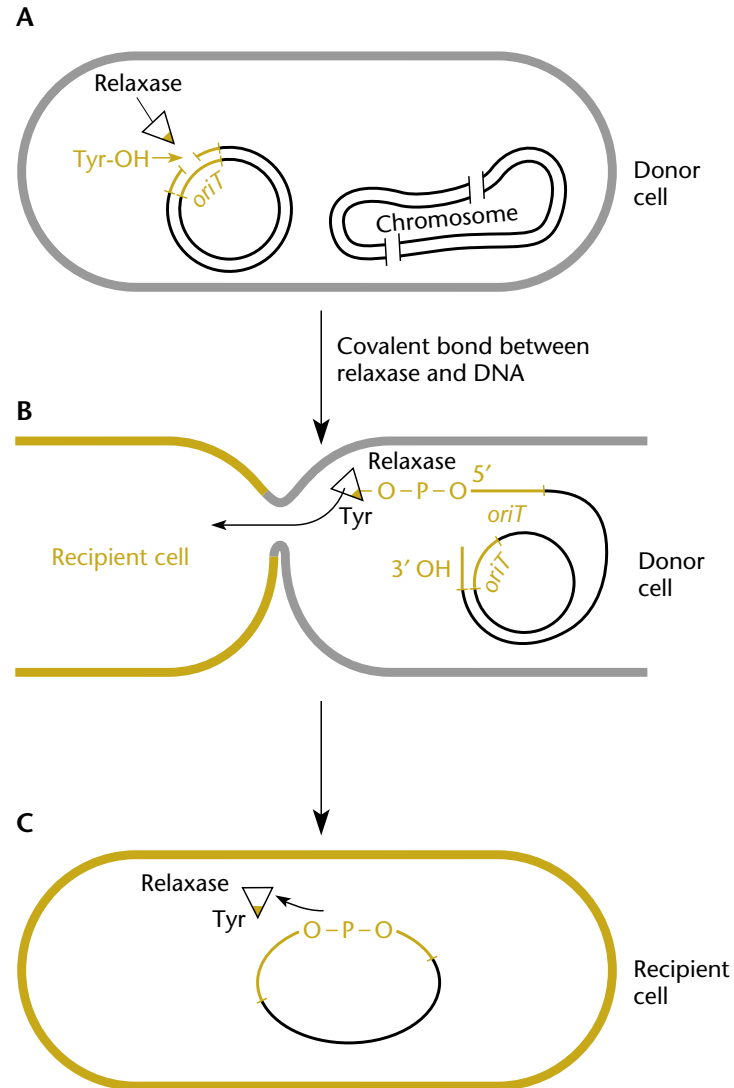 A
Relaxase
Tyr-OH
oriT
Chromosome
Donor
cell
Covalent bond between
relaxase and DNA
B
Relaxase
O–P–O
5′
Tyr
oriT
Recipient cell
3′ OH
oriT
Donor
cell
C
Relaxase
Tyr
O–P–O
Recipient
cell